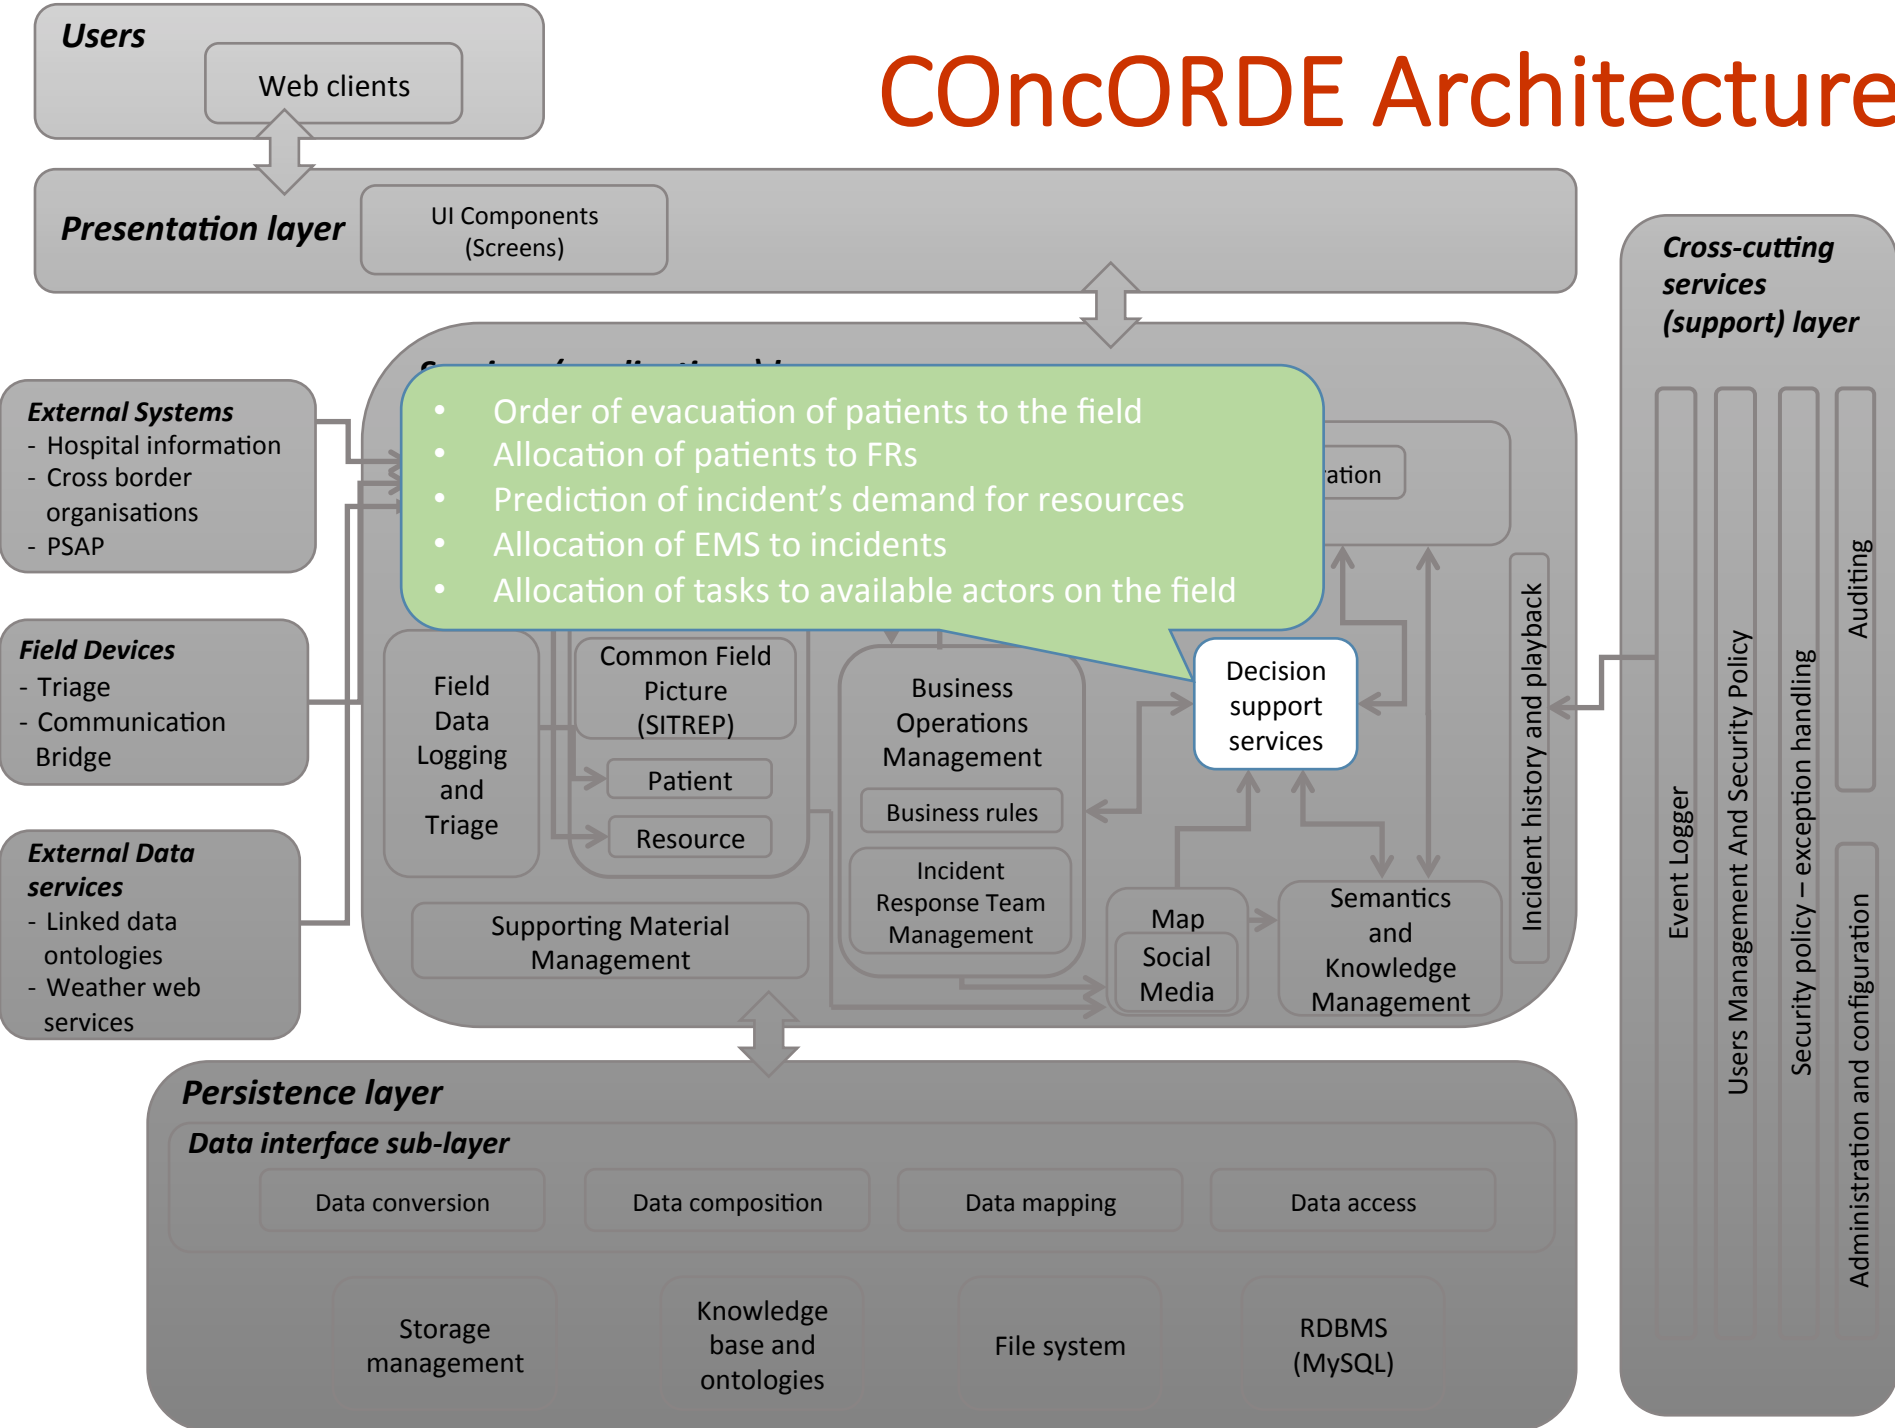 COncORDE Architecture
Users
Web clients
Presentation layer
UI Components
(Screens)
Cross-cutting
services
(support) layer
External Systems
- Hospital information
- Cross border
organisations
- PSAP
Field Devices
- Triage
- Communication
Bridge
External Data
services
- Linked data
ontologies
- Weather web
services
• Order of evacuation of patients to the field
• Allocation of patients to FRs
• Prediction of incident's demand for resources
• Allocation of EMS to incidents
• Allocation of tasks to available actors on the field
Field
Data
Logging
and
Triage
Common Field
Picture
(SITREP)
Patient
Resource
Supporting Material
Management
Business
Operations
Management
Business rules
Incident
Response Team
Management
Decision
support
services
Map
Social
Media
Semantics
and
Knowledge
Management
Incident history and playback
Event Logger
Users Management And Security Policy
Security policy – exception handling
Auditing
Administration and configuration
Persistence layer
Data interface sub-layer
Data conversion
Data composition
Data mapping
Data access
Storage
management
Knowledge
base and
ontologies
File system
RDBMS
(MySQL)